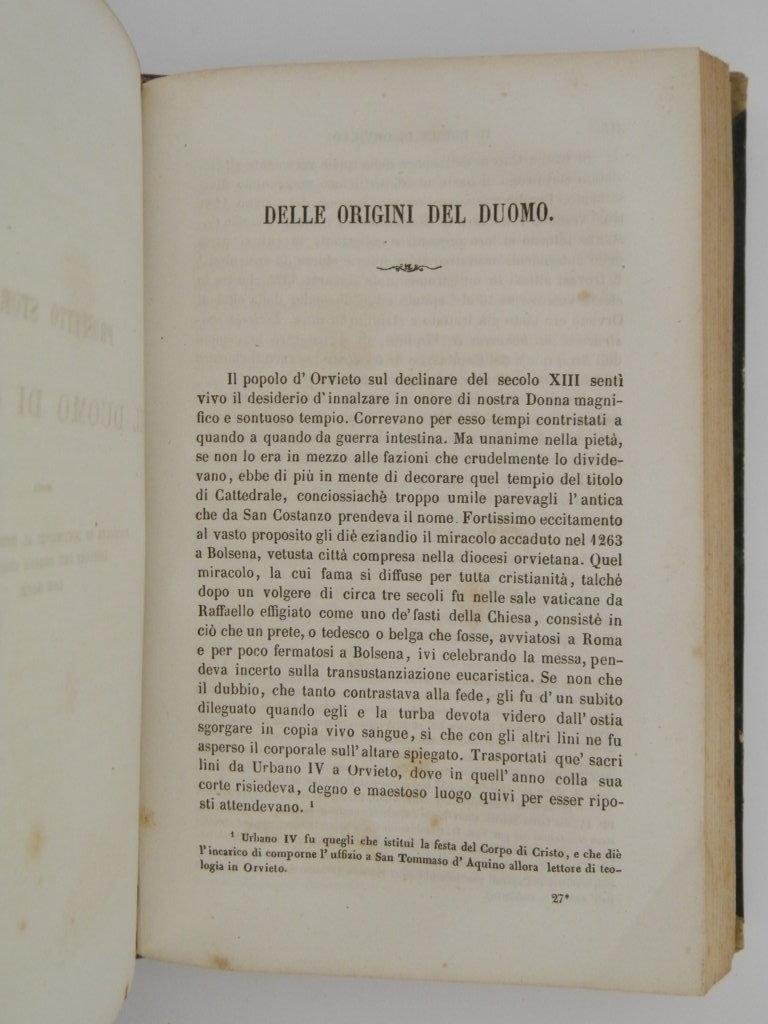 DELLE ORIGINI DEL DUOMO.
Il popolo d' Orvieto sul declinare del secolo XIII sentì
vivo il desiderio d'innalzare in onore di nostra Donna magni-
fico e sontuoso tempio. Correvano per esso tempi contristati a
quando a quando da guerra intestina. Ma unanime nella pietà,
se non lo era in mezzo alle fazioni che crudelmente lo divide-
vano, ebbe di più in mente di decorare quel tempio del titolo
di Cattedrale, conciossiachè troppo umile parevagli l'antica
che da San Costanzo prendeva il nome. Fortissimo eccitamento
al vasto proposito gli diè eziandio il miracolo accaduto nel 1263
a Bolsena, vetusta città compresa nella diocesi orvietana. Quel
miracolo, la cui fama si diffuse per tutta cristianità, talchè
dopo un volgere di circa tre secoli fu nelle sale vaticane da
Raffaello effigiato come uno de' fasti della Chiesa, consistè in
ciò che un prete, o tedesco o belga che fosse, avviatosi a Roma
e per poco fermatosi a Bolsena, ivi celebrando la messa, pen-
deva incerto sulla transustanziazione eucaristica. Se non che
il dubbio, che tanto contrastava alla fede, gli fu d'un subito
dileguato quando egli e la turba devota videro dall'ostia
sgorgare in copia vivo sangue, sì che con gli altri lini ne fu
asperso il corporale sull'altare spiegato. Trasportati que' sacri
lini da Urbano IV a Orvieto, dove in quell'anno colla sua
corte risiedeva, degno e maestoso luogo quivi per esser ripo-
sti attendevano. ¹
¹ Urbano IV fu quegli che istituì la festa del Corpo di Cristo, e che diè
l'incarico di comporne l'uffizio a San Tommaso d'Aquino allora lettore di teo-
logia in Orvieto.
27*